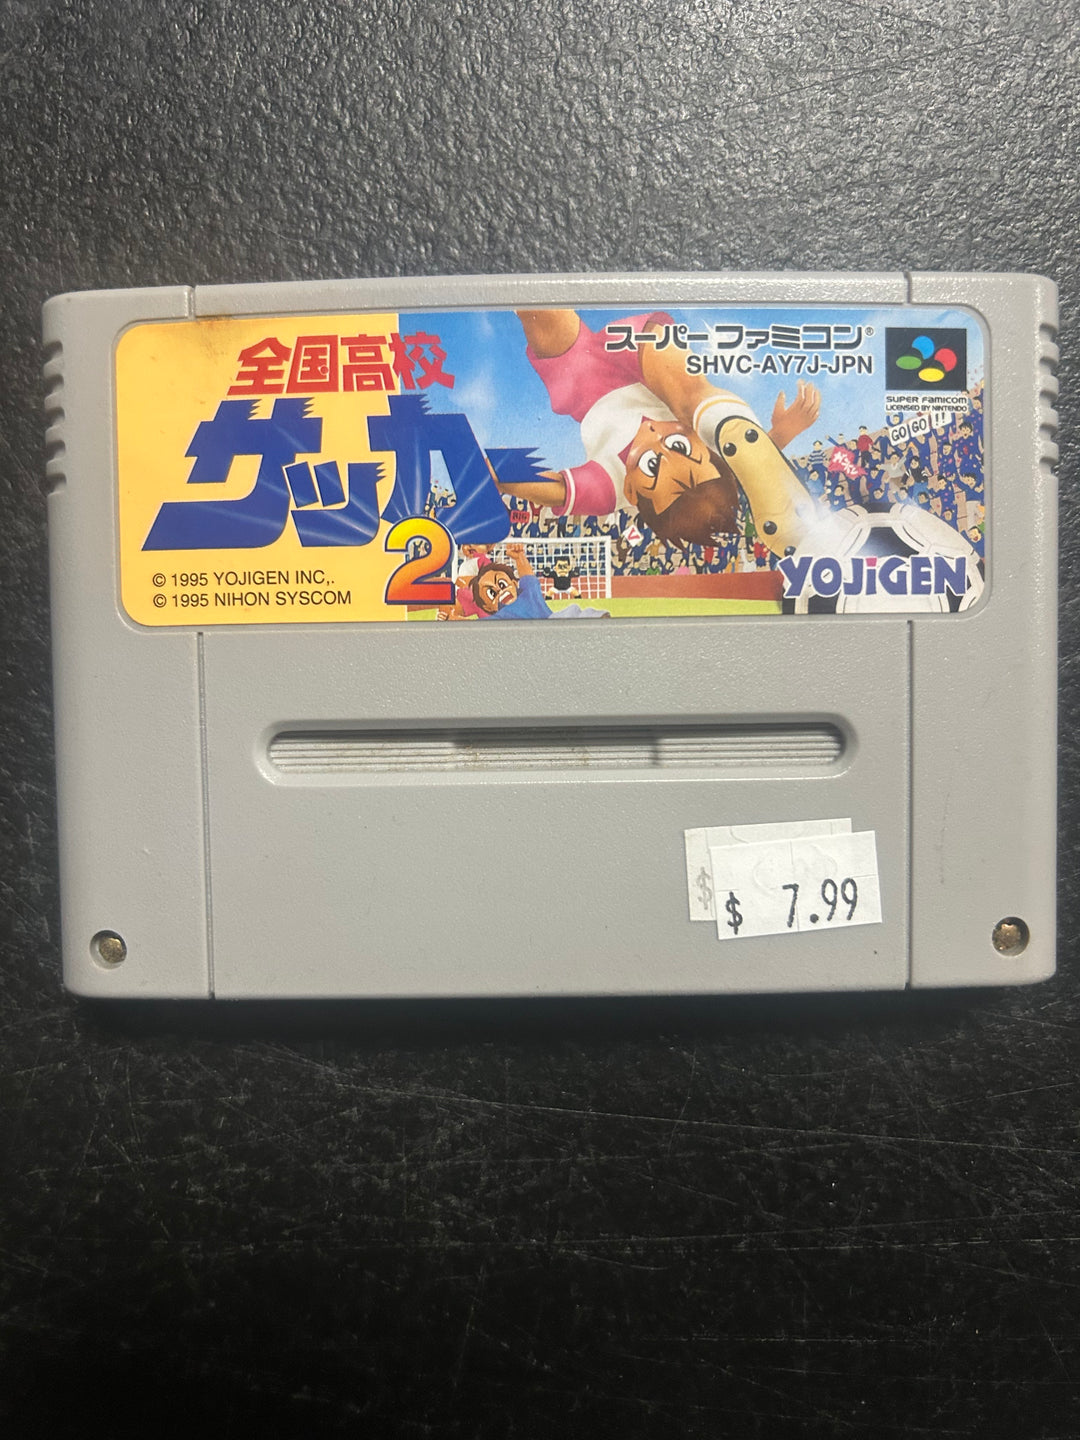 全国高校
サッカー
2
© 1995 YOJIGEN INC,.
© 1995 NIHON SYSCOM
スーパーファミコン®
SHVC-AY7J-JPN
SUPER FAMICOM
LICENSED BY NINTENDO
GO GO !!
YOJiGEN
$
$ 7.99